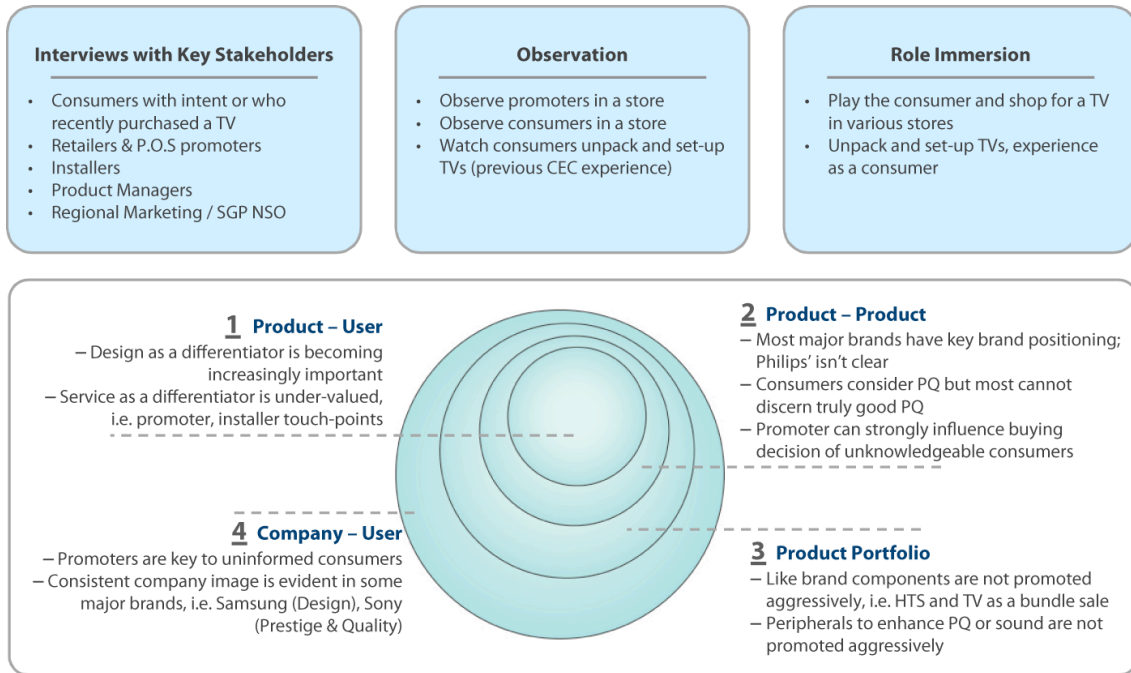 Interviews with Key Stakeholders
• Consumers with intent or who
recently purchased a TV
• Retailers & P.O.S promoters
• Installers
• Product Managers
• Regional Marketing / SGP NSO
Observation
• Observe promoters in a store
• Observe consumers in a store
• Watch consumers unpack and set-up
TVs (previous CEC experience)
Role Immersion
• Play the consumer and shop for a TV
in various stores
• Unpack and set-up TVs, experience
as a consumer
1 Product – User
– Design as a differentiator is becoming
increasingly important
– Service as a differentiator is under-valued,
i.e. promoter, installer touch-points
2 Product – Product
– Most major brands have key brand positioning;
Philips’ isn’t clear
– Consumers consider PQ but most cannot
discern truly good PQ
– Promoter can strongly influence buying
decision of unknowledgeable consumers
4 Company – User
– Promoters are key to uninformed consumers
– Consistent company image is evident in some
major brands, i.e. Samsung (Design), Sony
(Prestige & Quality)
3 Product Portfolio
– Like brand components are not promoted
aggressively, i.e. HTS and TV as a bundle sale
– Peripherals to enhance PQ or sound are not
promoted aggressively